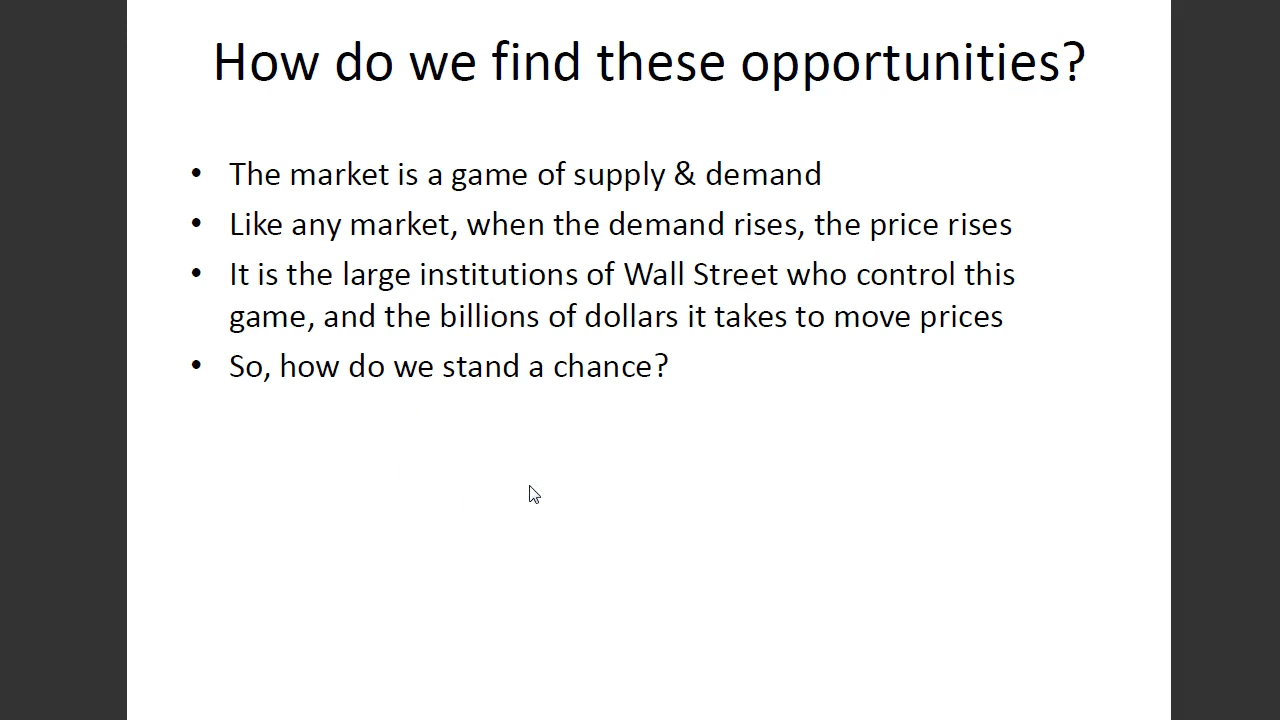 How do we find these opportunities?
• The market is a game of supply & demand
• Like any market, when the demand rises, the price rises
• It is the large institutions of Wall Street who control this
game, and the billions of dollars it takes to move prices
• So, how do we stand a chance?